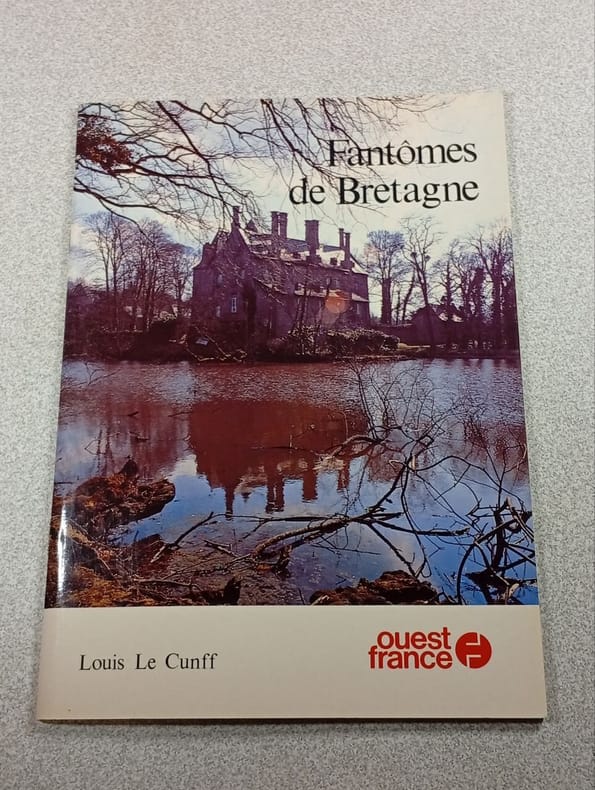 Fantômes
de Bretagne
Louis Le Cunff
ouest
france